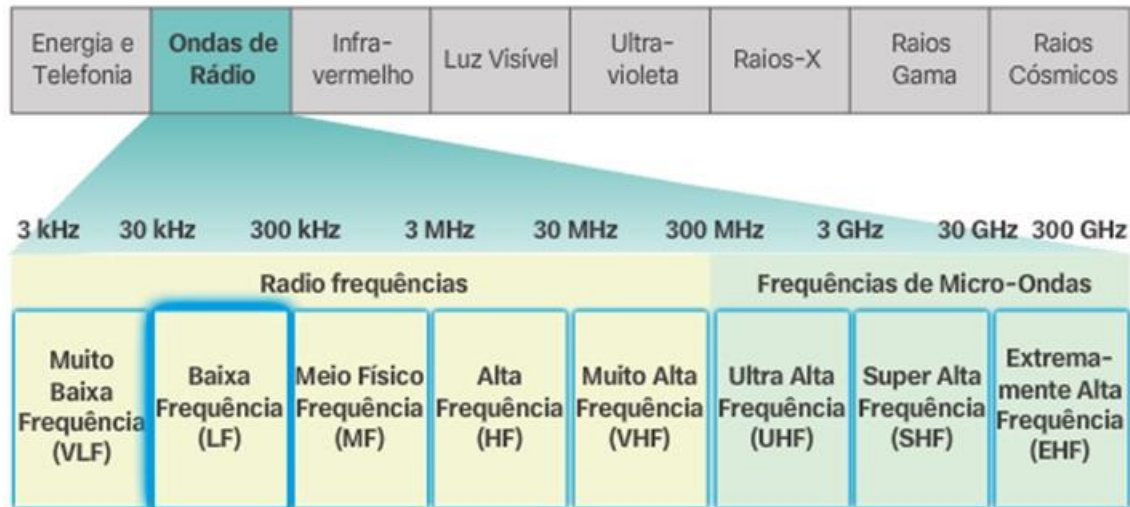 Energia e
Telefonia
Ondas de
Rádio
Infra-
vermelho
Luz Visível
Ultra-
violeta
Raios-X
Raios
Gama
Raios
Cósmicos
3 kHz 30 kHz 300 kHz 3 MHz 30 MHz 300 MHz 3 GHz 30 GHz 300 GHz
Radio frequências
Frequências de Micro-Ondas
Muito
Baixa
Frequência
(VLF)
Baixa
Frequência
(LF)
Meio Físico
Frequência
(MF)
Alta
Frequência
(HF)
Muito Alta
Frequência
(VHF)
Ultra Alta
Frequência
(UHF)
Super Alta
Frequência
(SHF)
Extrema-
mente Alta
Frequência
(EHF)